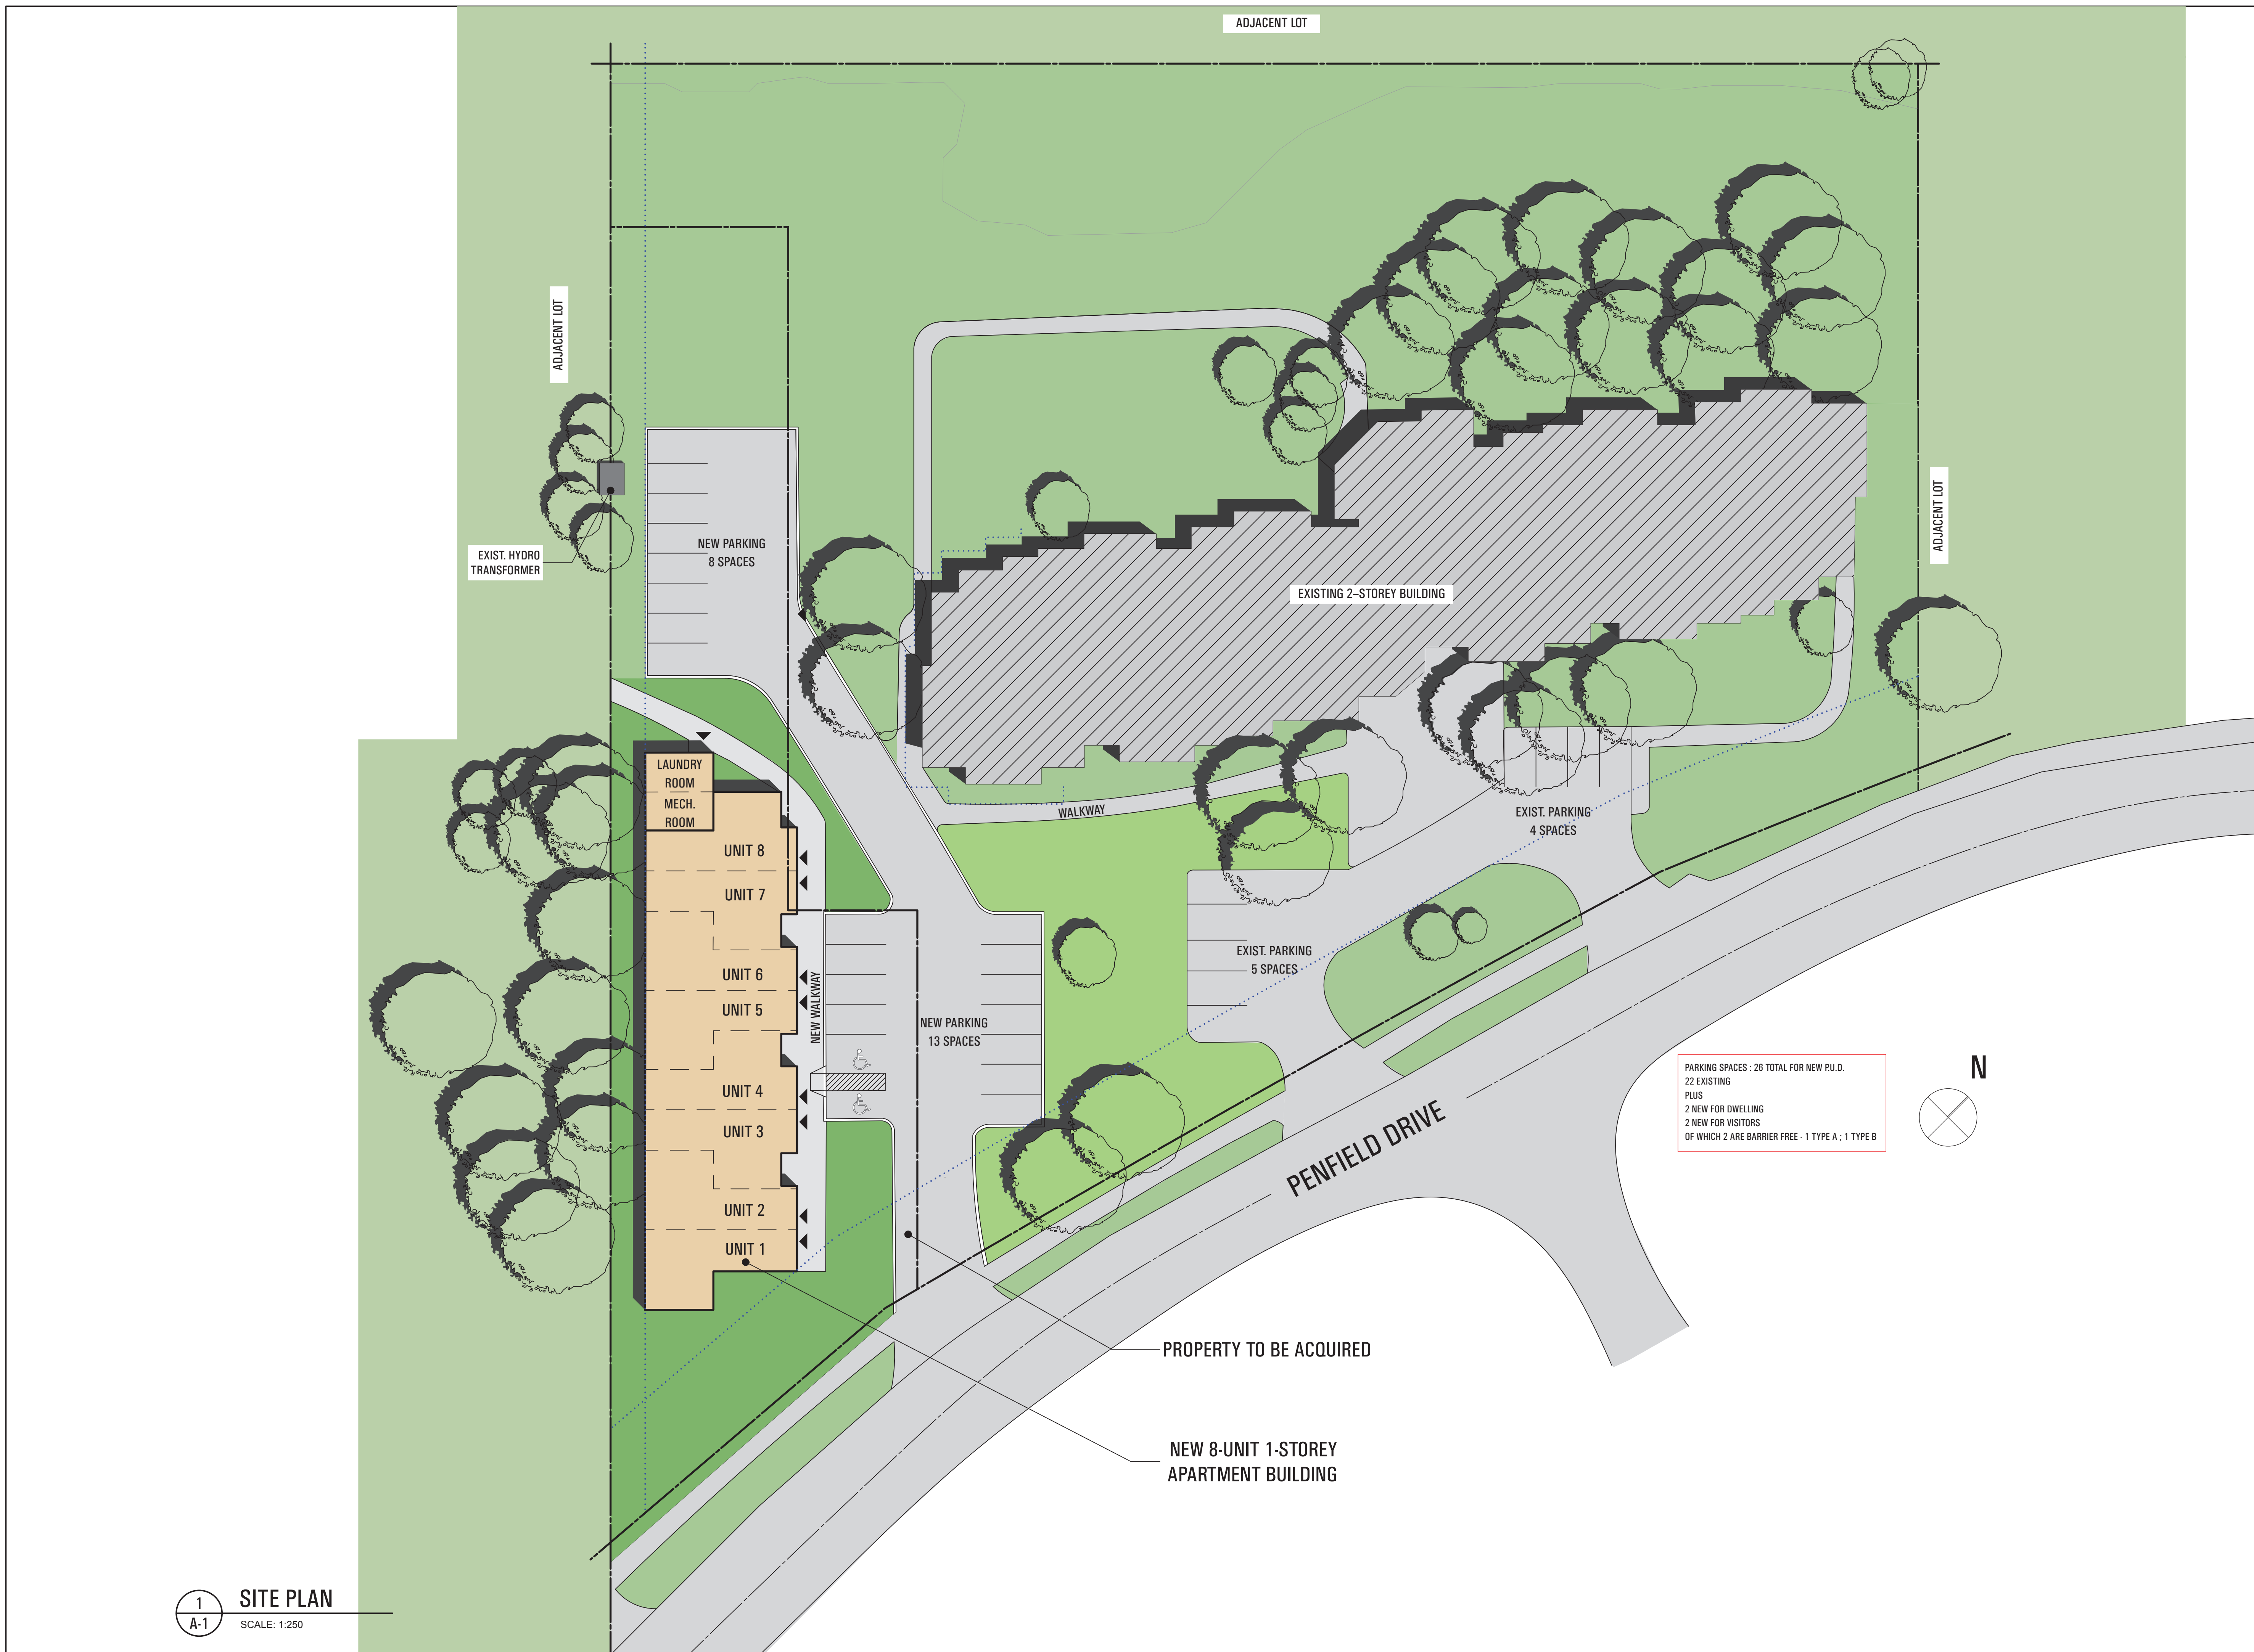 ADJACENT LOT
ADJACENT LOT
ADJACENT LOT
EXIST. HYDRO
TRANSFORMER
NEW PARKING
8 SPACES
EXISTING 2-STOREY BUILDING
LAUNDRY
ROOM
MECH.
ROOM
UNIT 8
UNIT 7
UNIT 6
UNIT 5
UNIT 4
UNIT 3
UNIT 2
UNIT 1
NEW WALKWAY
WALKWAY
NEW PARKING
13 SPACES
EXIST. PARKING
4 SPACES
EXIST. PARKING
5 SPACES
PENFIELD DRIVE
PARKING SPACES : 26 TOTAL FOR NEW P.U.D.
22 EXISTING
PLUS
2 NEW FOR DWELLING
2 NEW FOR VISITORS
OF WHICH 2 ARE BARRIER FREE - 1 TYPE A ; 1 TYPE B
N
PROPERTY TO BE ACQUIRED
NEW 8-UNIT 1-STOREY
APARTMENT BUILDING
1
A-1
SITE PLAN
SCALE: 1:250